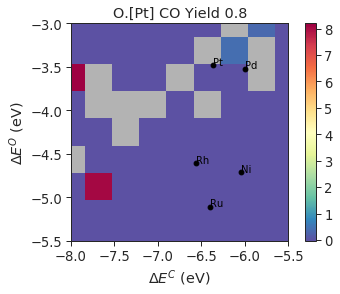 O.[Pt] CO Yield 0.8
−3.0
−3.5
−4.0
−4.5
−5.0
−5.5
ΔE^O (eV)
Pt
Pd
Rh
Ni
Ru
−8.0 −7.5 −7.0 −6.5 −6.0 −5.5
ΔE^C (eV)
8
7
6
5
4
3
2
1
0